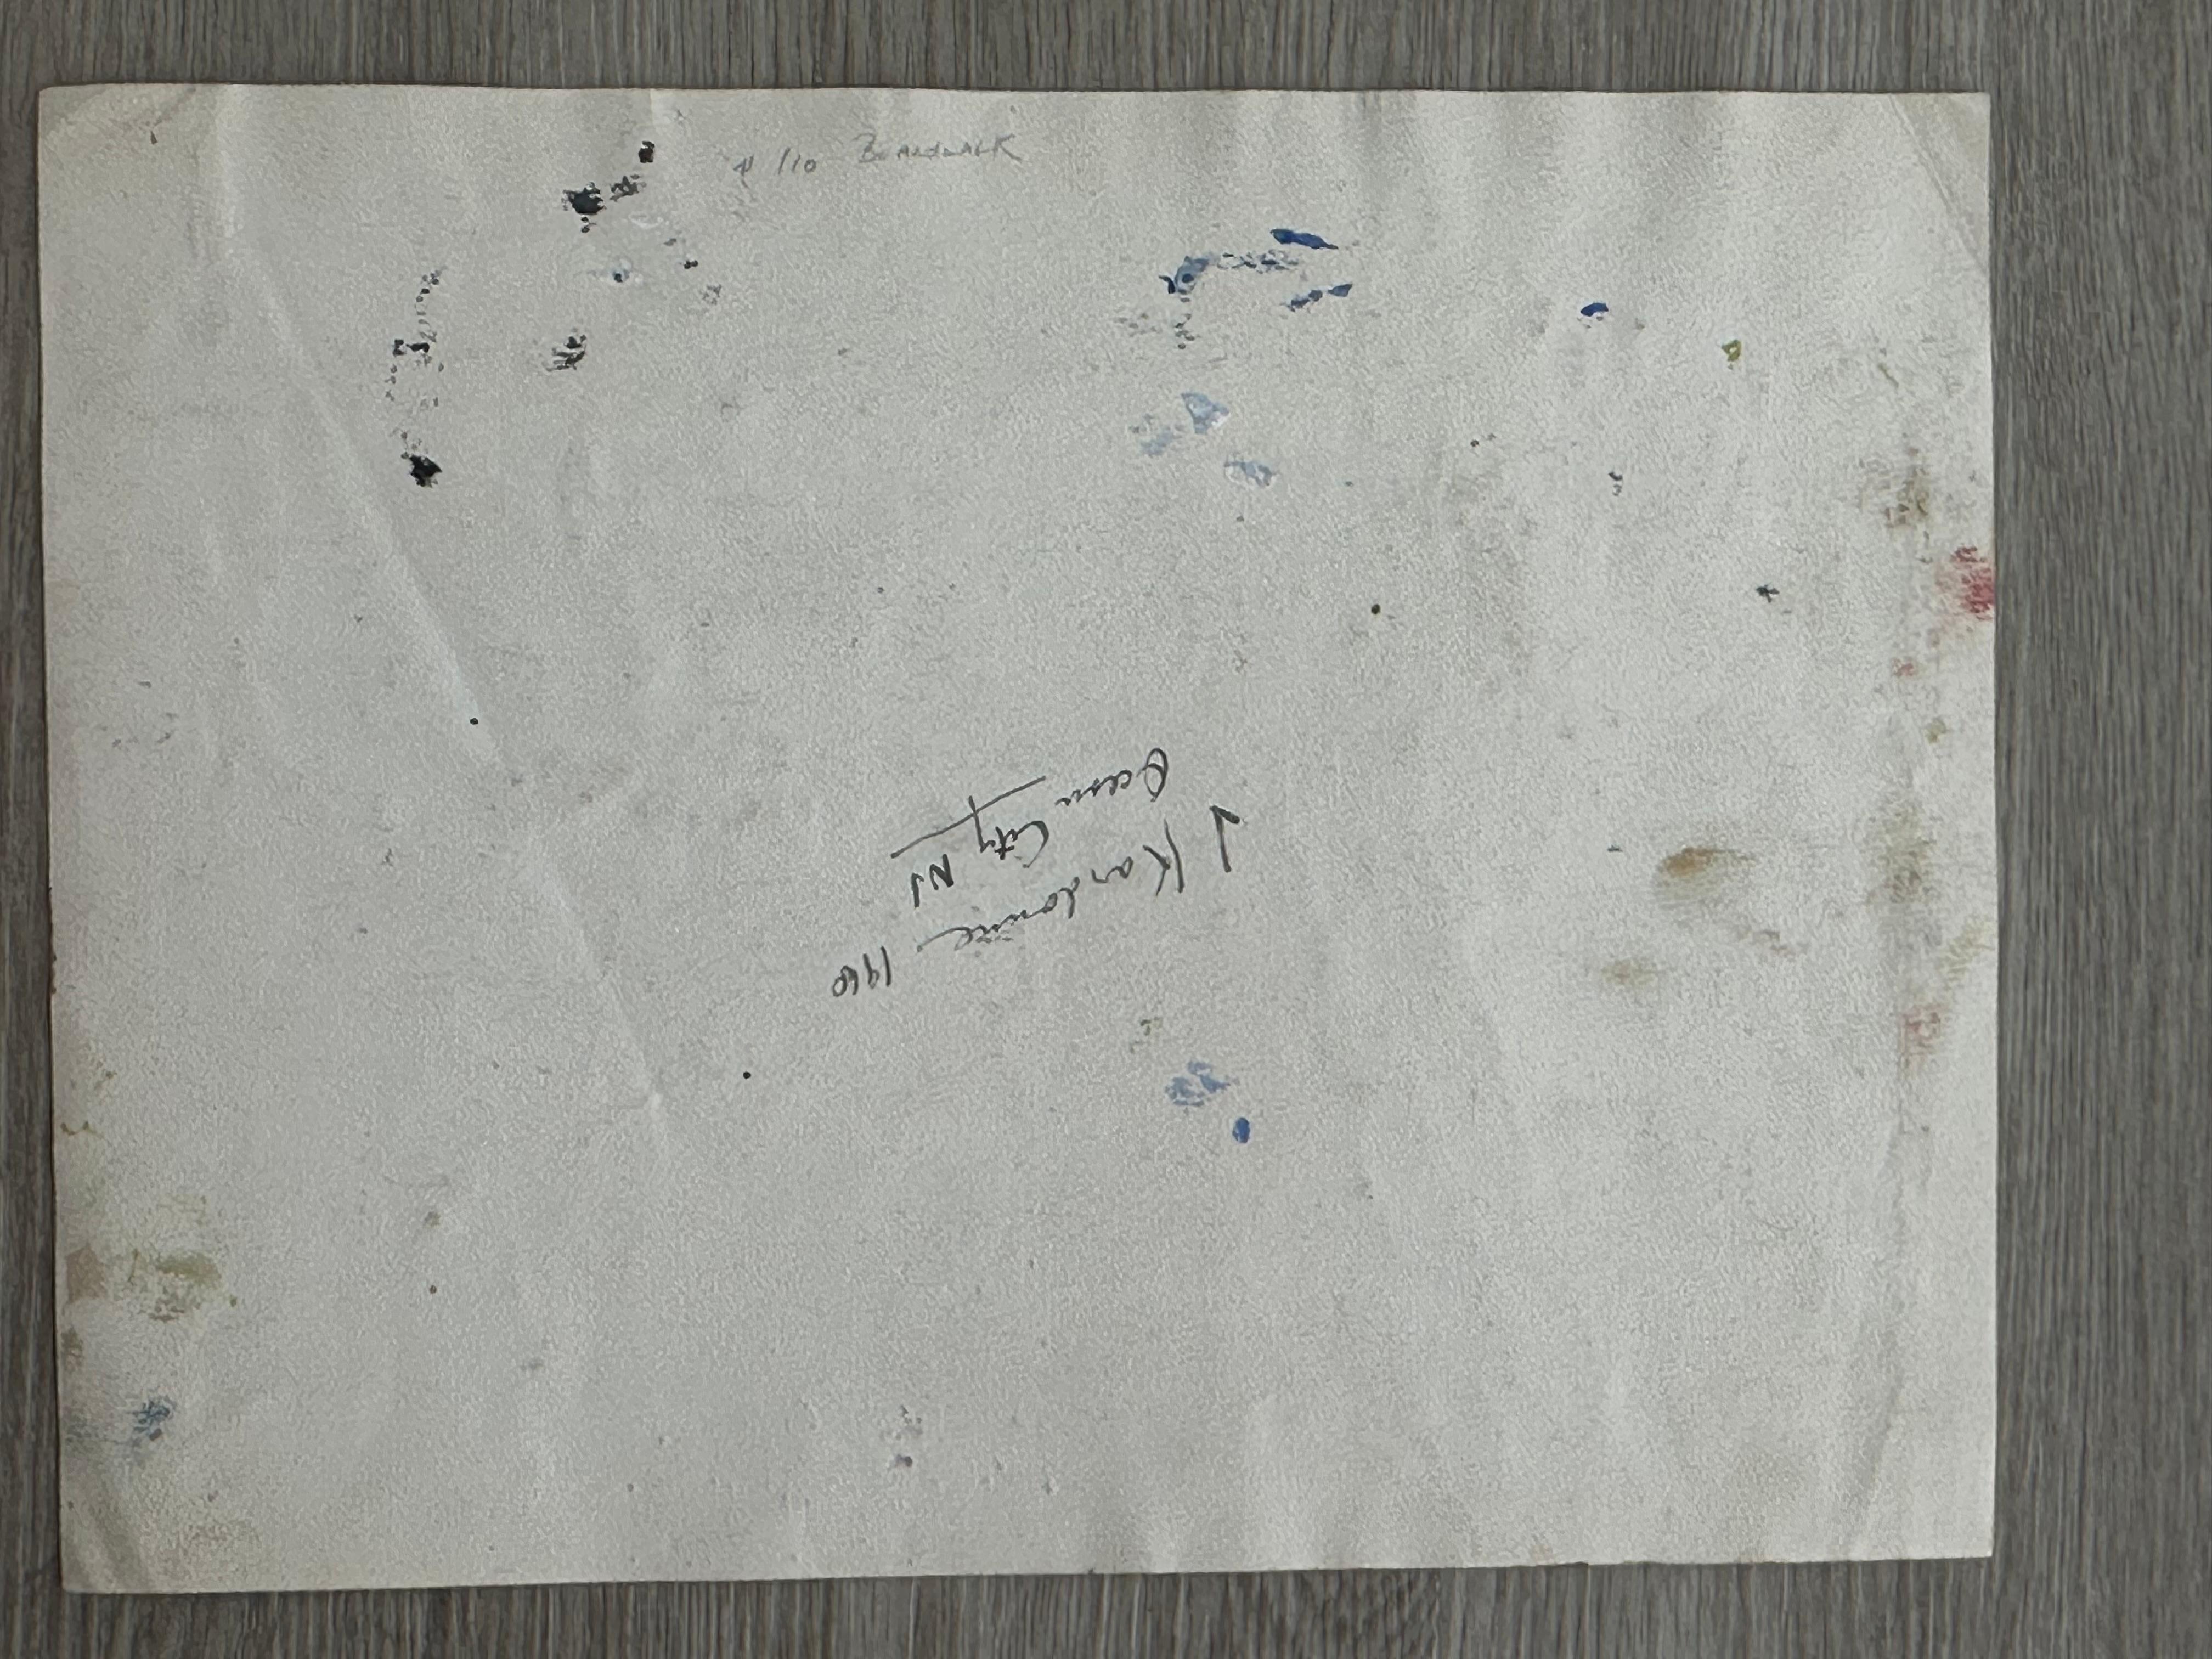 # 110 BOARDWALK
J Kardonne 1960
Ocean City NJ